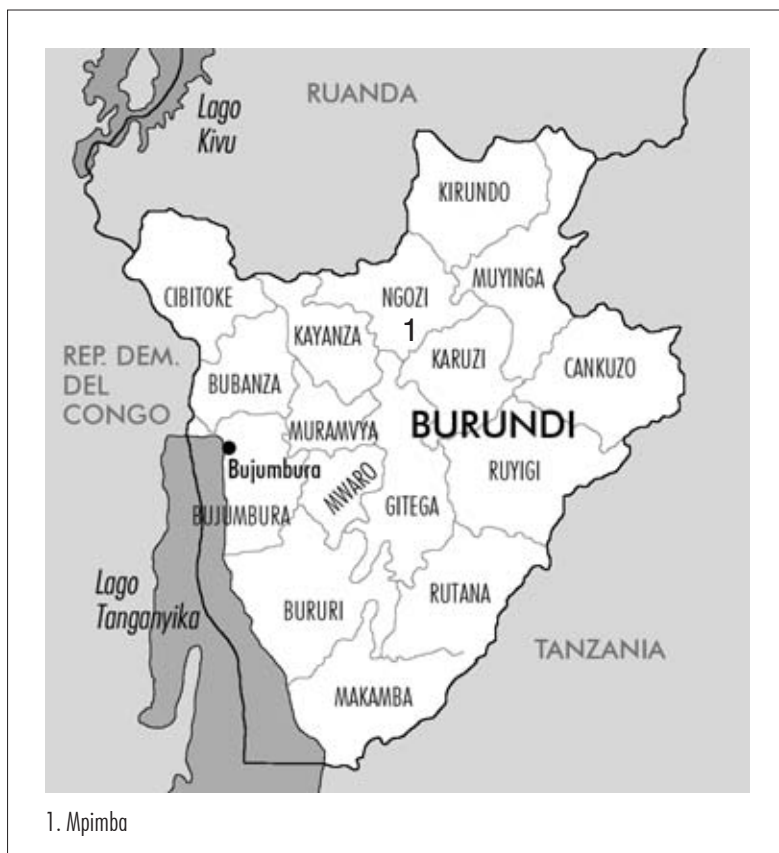 Lago
Kivu
RUANDA
KIRUNDO
CIBITOKE
NGOZI
MUYINGA
1
KAYANZA
KARUZI
CANKUZO
REP. DEM.
DEL
CONGO
BUBANZA
MURAMVYA
BURUNDI
Bujumbura
MWARO
RUYIGI
BUJUMBURA
GITEGA
Lago
Tanganyika
BURURI
RUTANA
TANZANIA
MAKAMBA
1. Mpimba